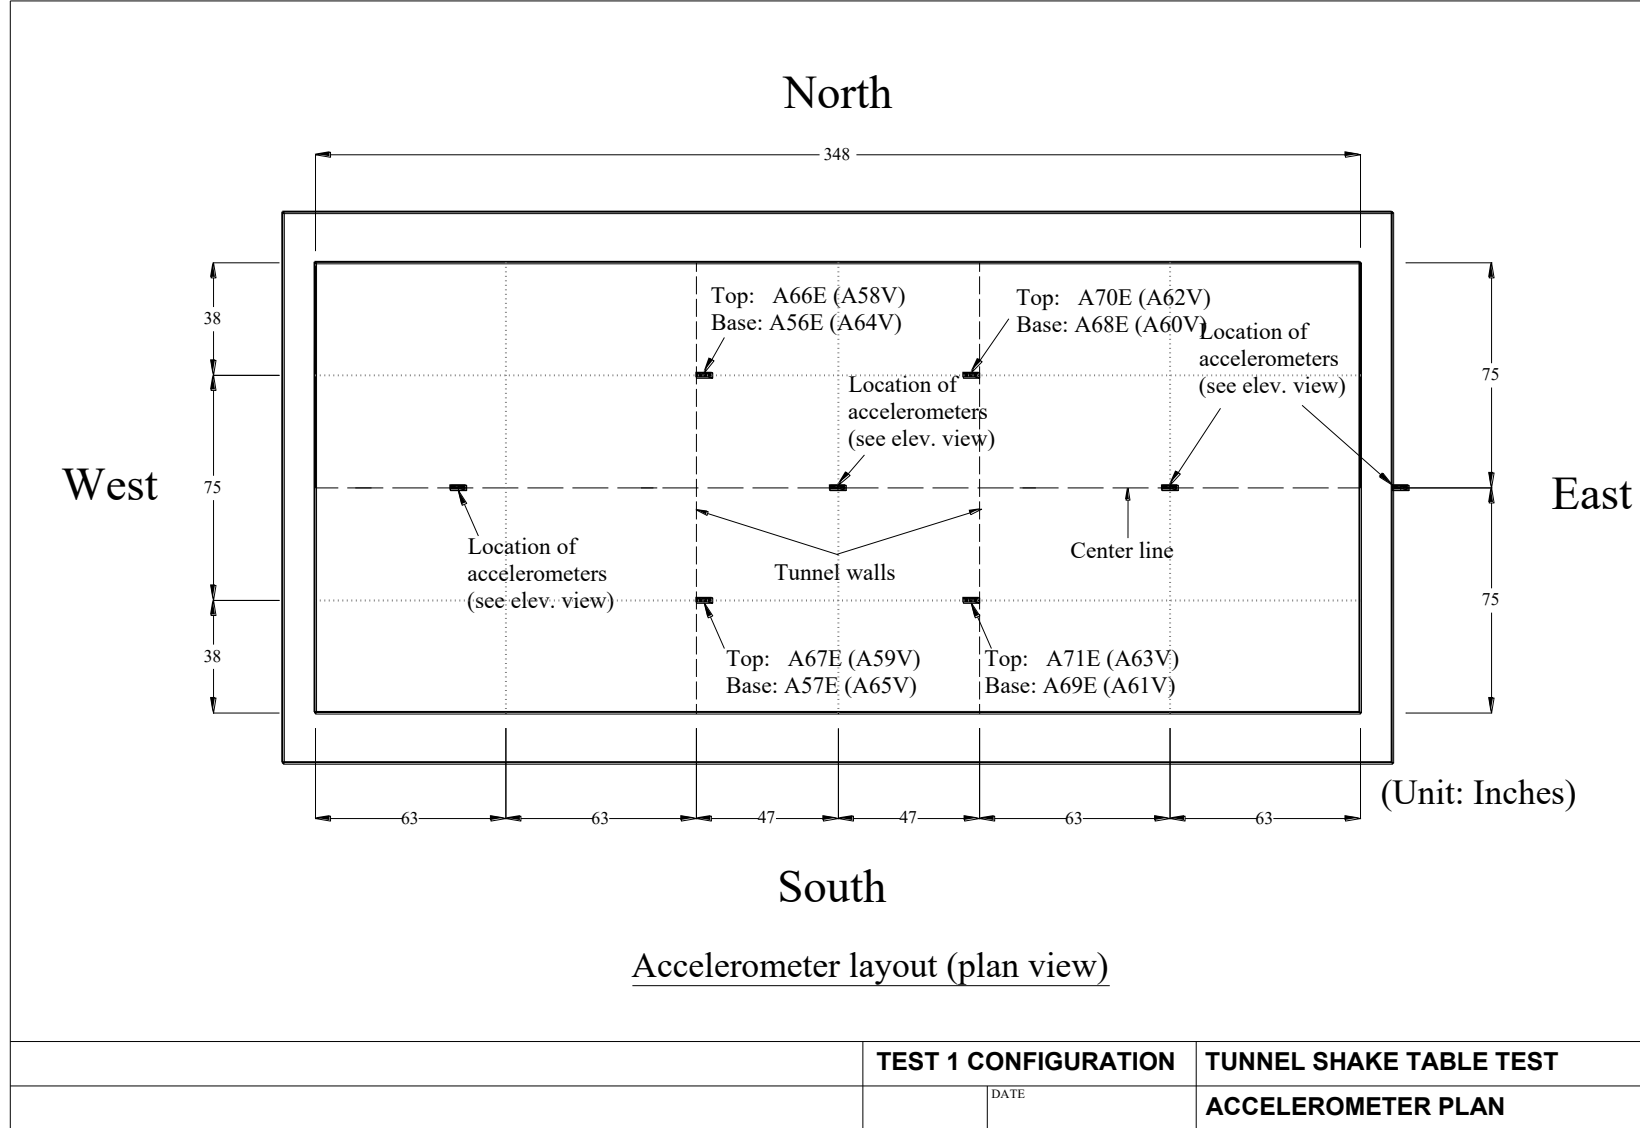 North
348
Top: A66E (A58V)
Base: A56E (A64V)
Top: A70E (A62V)
Base: A68E (A60V)
Location of
accelerometers
(see elev. view)
38
75
Location of
accelerometers
(see elev. view)
West
75
East
Location of
accelerometers
(see elev. view)
Center line
Tunnel walls
75
38
Top: A67E (A59V)
Base: A57E (A65V)
Top: A71E (A63V)
Base: A69E (A61V)
(Unit: Inches)
63
63
47
47
63
63
South
Accelerometer layout (plan view)
TEST 1 CONFIGURATION
TUNNEL SHAKE TABLE TEST
DATE
ACCELEROMETER PLAN